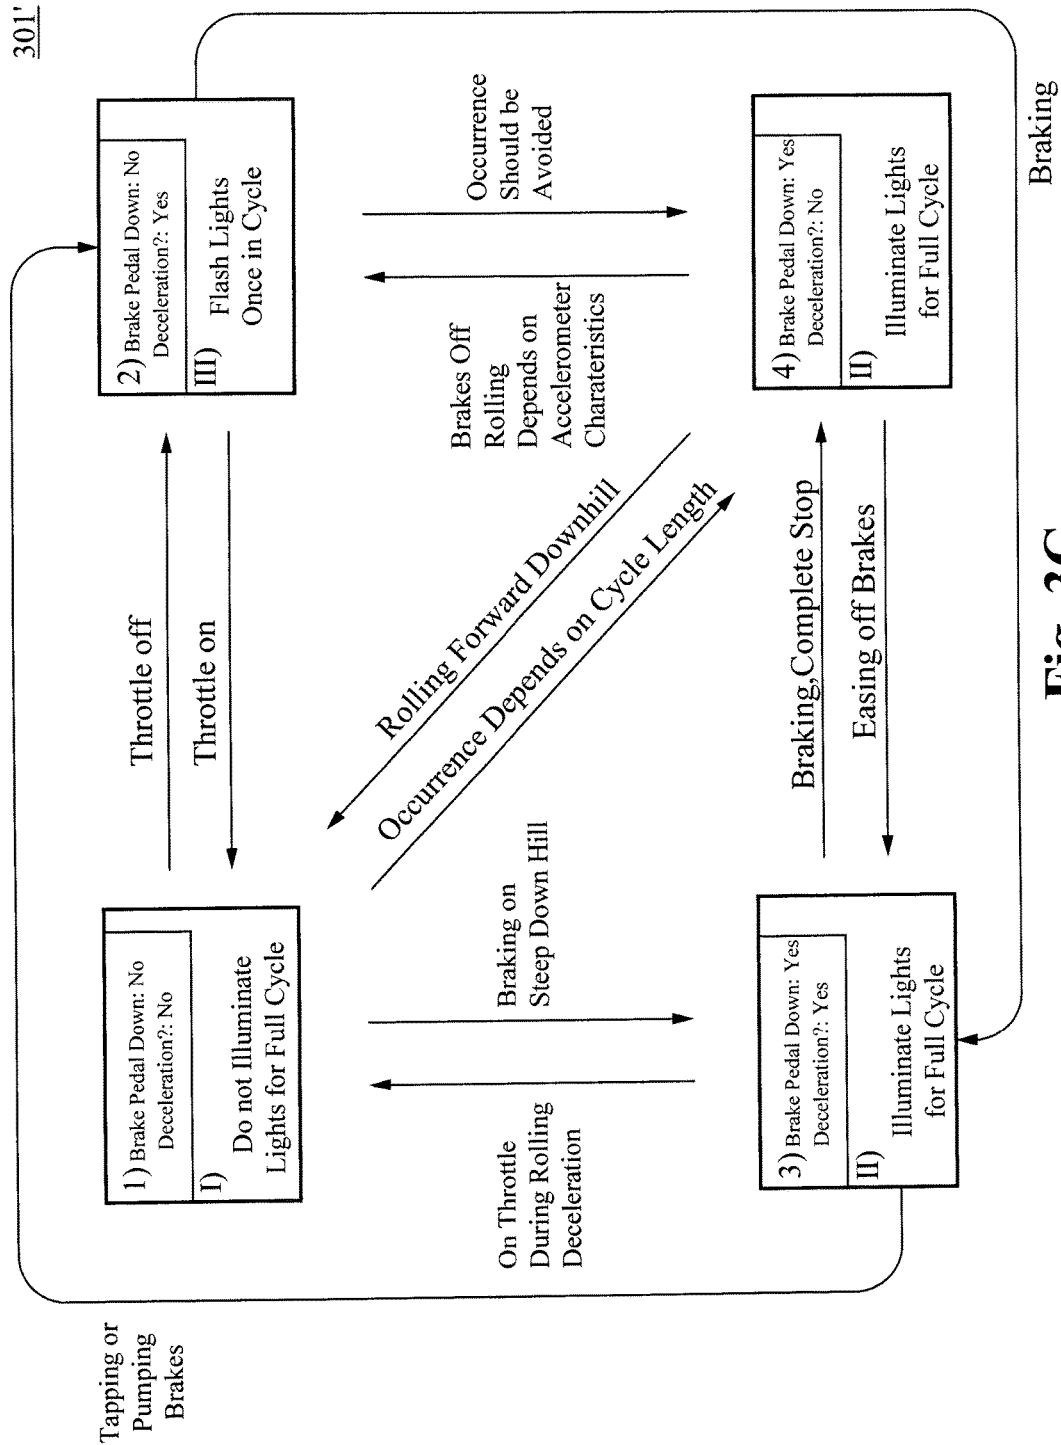 301'
Tapping or
Pumping
Brakes
1) Brake Pedal Down: No
Deceleration?: No
I)
Do not Illuminate
Lights for Full Cycle
Throttle off
Throttle on
2) Brake Pedal Down: No
Deceleration?: Yes
III)
Flash Lights
Once in Cycle
On Throttle
During Rolling
Deceleration
Braking on
Steep Down Hill
Rolling Forward Downhill
Occurrence Depends on Cycle Length
Brakes Off
Rolling
Depends on
Accelerometer
Charateristics
Occurrence
Should be
Avoided
3) Brake Pedal Down: Yes
Deceleration?: Yes
II)
Illuminate Lights
for Full Cycle
Braking,Complete Stop
Easing off Brakes
4) Brake Pedal Down: Yes
Deceleration?: No
II)
Illuminate Lights
for Full Cycle
Braking
Fig. 3C